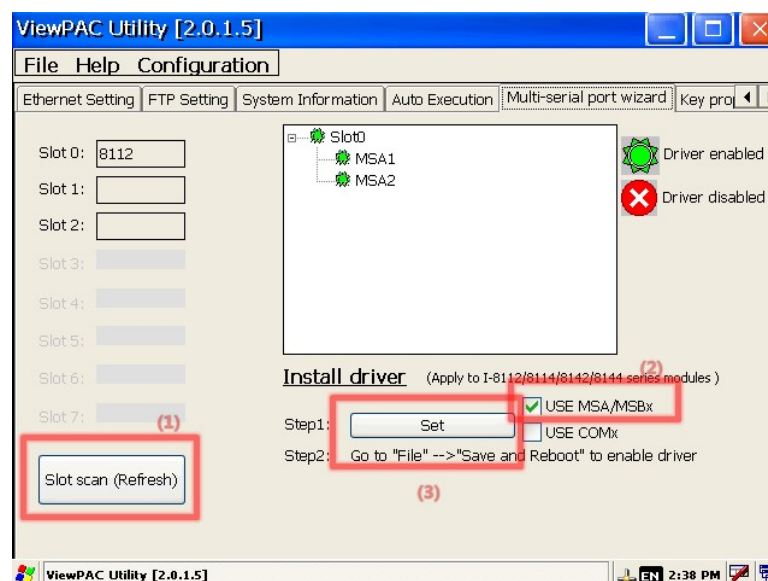 ViewPAC Utility [2.0.1.5]
File Help Configuration
Ethernet Setting FTP Setting System Information Auto Execution Multi-serial port wizard Key pro
Slot 0: 8112
Slot 1:
Slot 2:
Slot 3:
Slot 4:
Slot 5:
Slot 6:
Slot 7:
(1)
Slot scan (Refresh)
Slot0
MSA1
MSA2
Driver enabled
Driver disabled
Install driver (Apply to I-8112/8114/8142/8144 series modules )
(2)
USE MSA/MSBx
Step1: Set
USE COMx
Step2: Go to "File" -->"Save and Reboot" to enable driver
(3)
ViewPAC Utility [2.0.1.5] EN 2:38 PM